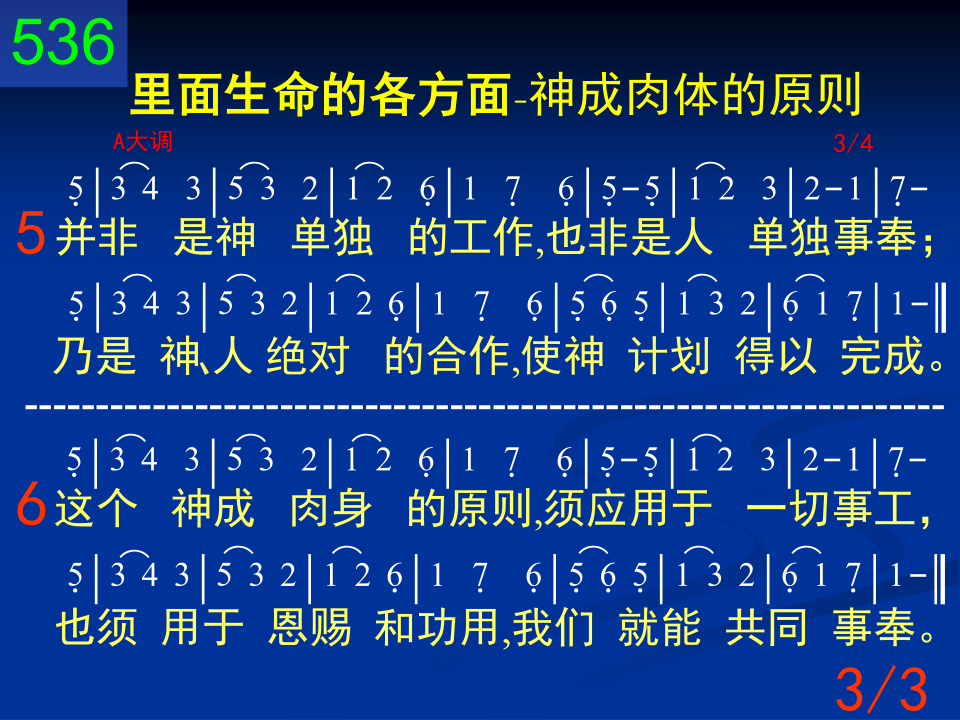 536
里面生命的各方面-神成肉体的原则
A大调 3/4
5̣|3 4 3|5 3 2|1 2 6̣|1 7̣ 6̣|5̣-5̣|1 2 3|2-1|7̣-
5 并非 是神 单独 的工作,也非是人 单独事奉；
5̣|3 4 3|5 3 2|1 2 6̣|1 7̣ 6̣|5̣ 6̣ 5̣|1 3 2|6̣ 1 7̣|1-‖
乃是 神、人 绝对 的合作,使神 计划 得以 完成。
------------------------------------------------------------------
5̣|3 4 3|5 3 2|1 2 6̣|1 7̣ 6̣|5̣-5̣|1 2 3|2-1|7̣-
6 这个 神成 肉身 的原则,须应用于 一切事工，
5̣|3 4 3|5 3 2|1 2 6̣|1 7̣ 6̣|5̣ 6̣ 5̣|1 3 2|6̣ 1 7̣|1-‖
也须 用于 恩赐 和功用,我们 就能 共同 事奉。
3/3